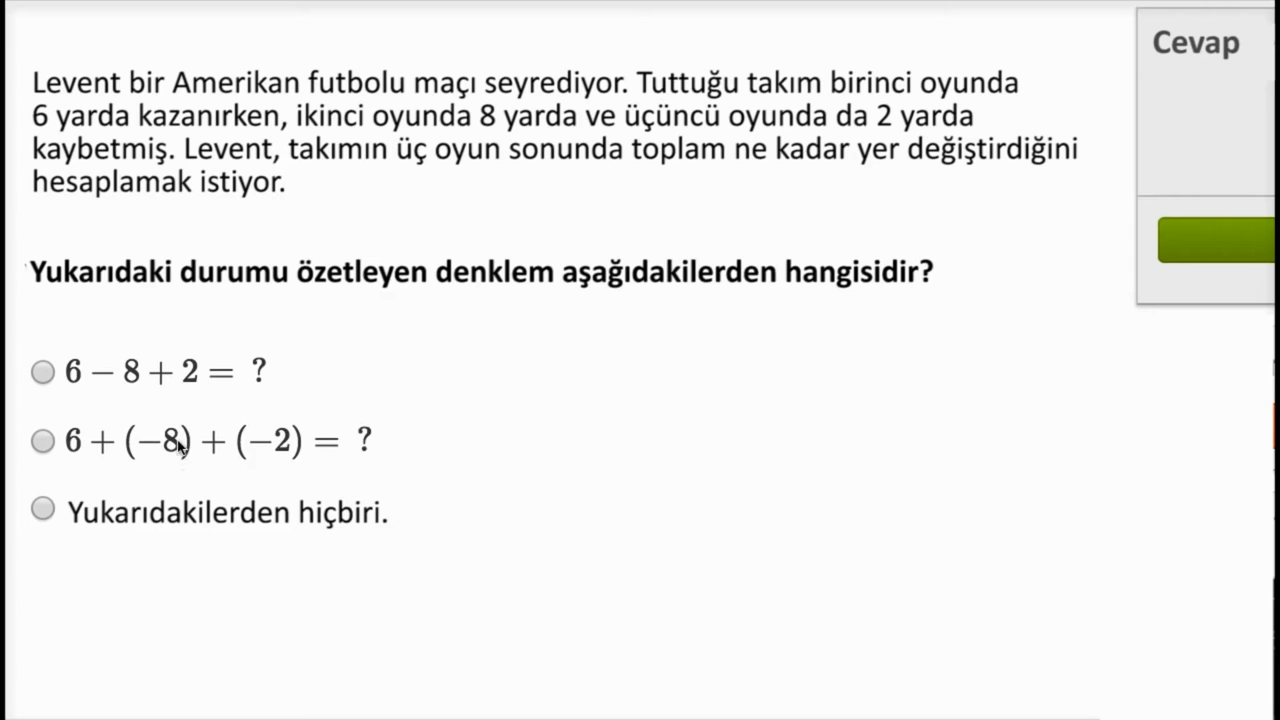 Cevap
Levent bir Amerikan futbolu maçı seyrediyor. Tuttuğu takım birinci oyunda
6 yarda kazanırken, ikinci oyunda 8 yarda ve üçüncü oyunda da 2 yarda
kaybetmiş. Levent, takımın üç oyun sonunda toplam ne kadar yer değiştirdiğini
hesaplamak istiyor.
Yukarıdaki durumu özetleyen denklem aşağıdakilerden hangisidir?
6 − 8 + 2 = ?
6 + (−8) + (−2) = ?
Yukarıdakilerden hiçbiri.